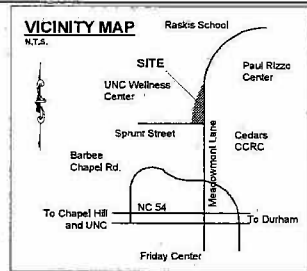 VICINITY MAP
N.T.S.
Raskis School
SITE
Paul Rizzo
Center
UNC Wellness
Center
Sprunt Street
Meadowmont Lane
Cedars
CCRC
Barbee
Chapel Rd.
NC 54
To Chapel Hill
and UNC
To Durham
Friday Center